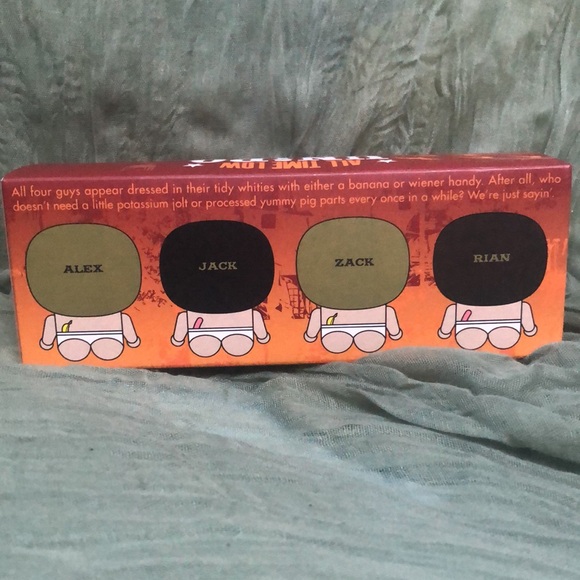 ALL TIME LOW
All four guys appear dressed in their tidy whities with either a banana or wiener handy. After all, who
doesn't need a little potassium jolt or processed yummy pig parts every once in a while? We're just sayin'.
ALEX JACK ZACK RIAN